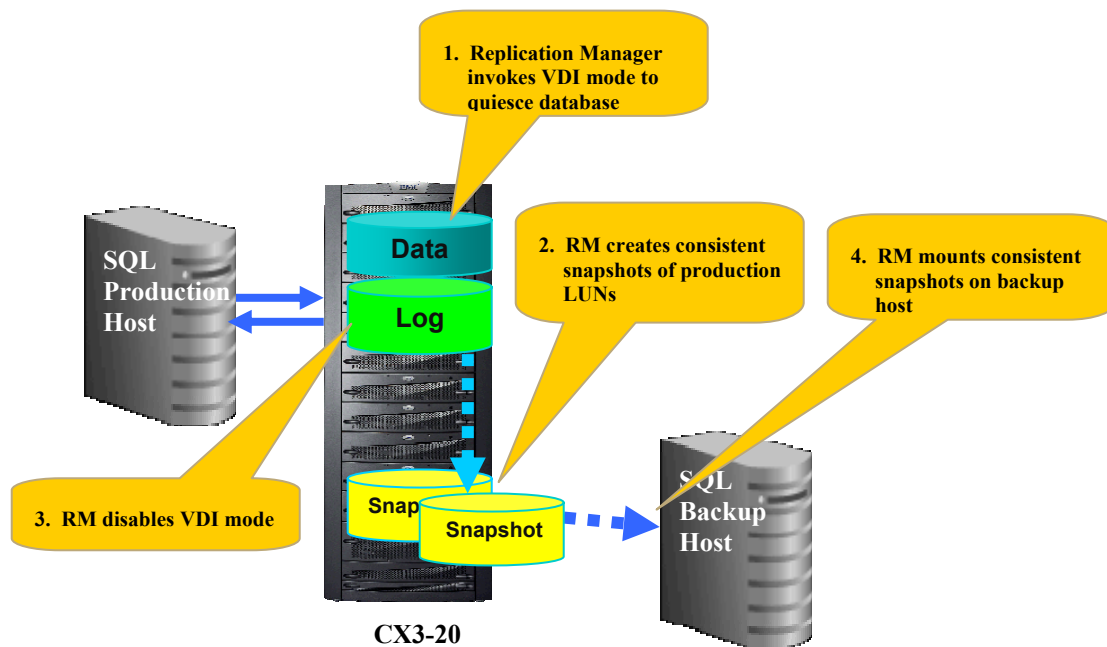 1. Replication Manager
invokes VDI mode to
quiesce database
EMC
Data
SQL
Production
Host
Log
2. RM creates consistent
snapshots of production
LUNs
4. RM mounts consistent
snapshots on backup
host
3. RM disables VDI mode
Snap
Snapshot
SQL
Backup
Host
CX3-20